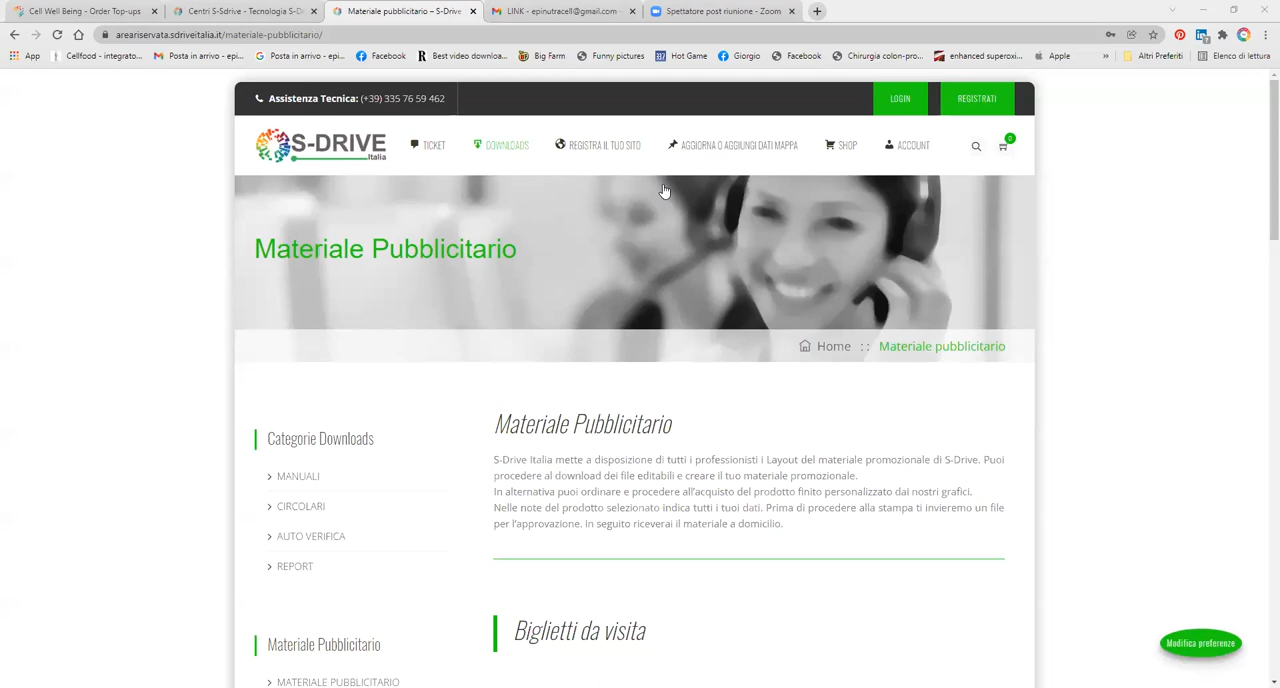 Cell Well Being - Order Top-ups
Centri S-Sdrive - Tecnologia S-D
Materiale pubblicitario – S-Drive
LINK - epinutracell@gmail.com -
Spettatore post riunione - Zoom
areariservata.sdriveitalia.it/materiale-pubblicitario/
App
Cellfood - integrato...
Posta in arrivo - epi...
Posta in arrivo - epi...
Facebook
Best video downloa...
Big Farm
Funny pictures
Hot Game
Giorgio
Facebook
Chirurgia colon-pro...
enhanced superoxi...
Apple
»
Altri Preferiti
Elenco di lettura
Assistenza Tecnica: (+39) 335 76 59 462
LOGIN
REGISTRATI
S-DRIVE
Italia
TICKET
DOWNLOADS
REGISTRA IL TUO SITO
AGGIORNA O AGGIUNGI DATI MAPPA
SHOP
ACCOUNT
0
Materiale Pubblicitario
Home :: Materiale pubblicitario
Categorie Downloads
MANUALI
CIRCOLARI
AUTO VERIFICA
REPORT
Materiale Pubblicitario
MATERIALE PUBBLICITARIO
Materiale Pubblicitario
S-Drive Italia mette a disposizione di tutti i professionisti i Layout del materiale promozionale di S-Drive. Puoi
procedere al download dei file editabili e creare il tuo materiale promozionale.
In alternativa puoi ordinare e procedere all'acquisto del prodotto finito personalizzato dai nostri grafici.
Nelle note del prodotto selezionato indica tutti i tuoi dati. Prima di procedere alla stampa ti invieremo un file
per l'approvazione. In seguito riceverai il materiale a domicilio.
Biglietti da visita
Modifica preferenze